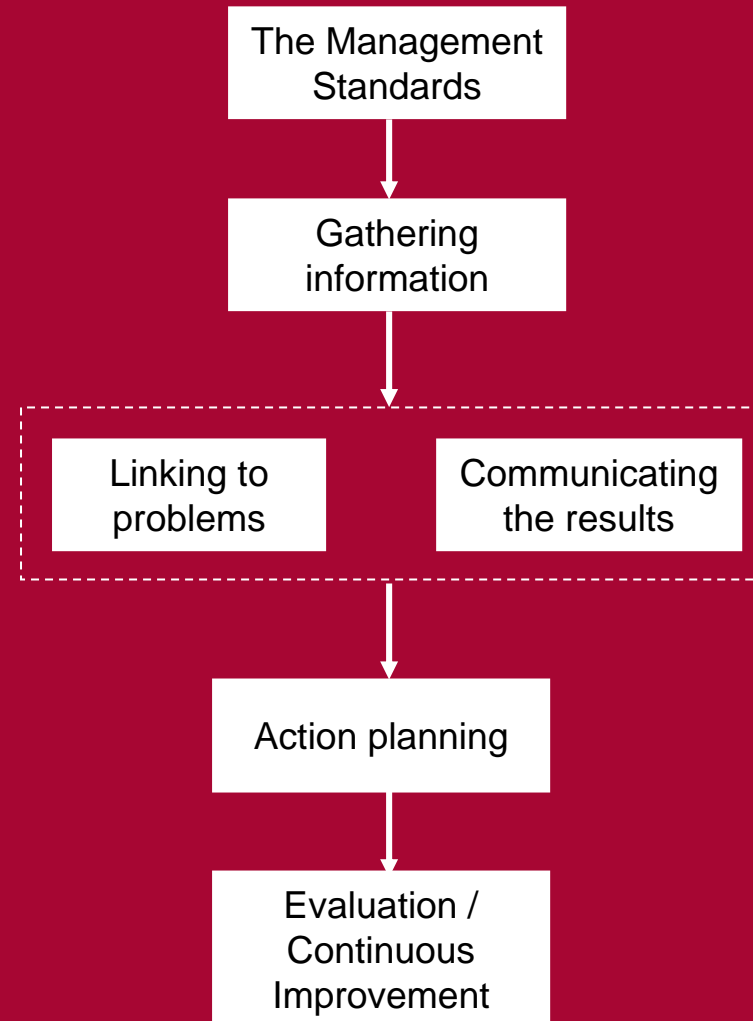 The Management
Standards
Gathering
information
Linking to
problems
Communicating
the results
Action planning
Evaluation /
Continuous
Improvement